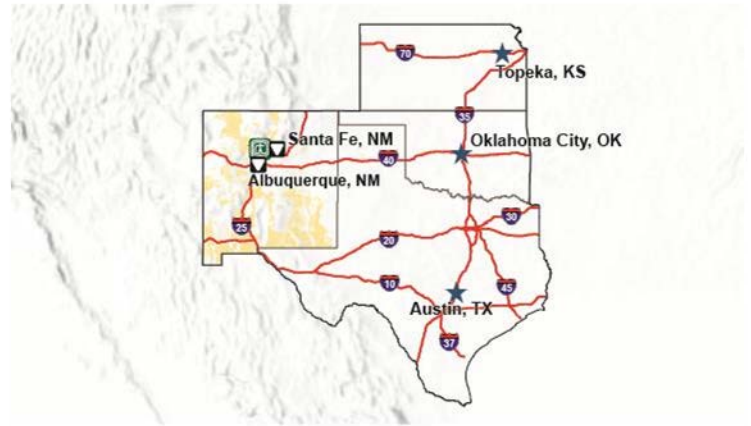 70
Topeka, KS
35
Santa Fe, NM
Oklahoma City, OK
40
Albuquerque, NM
25
30
20
10
45
Austin, TX
37